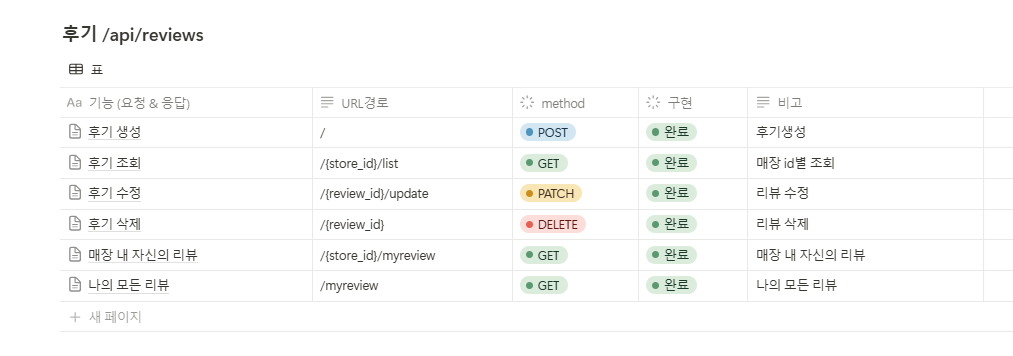 후기 /api/reviews
표
Aa 기능 (요청 & 응답) URL경로 method 구현 비고
후기 생성 / POST 완료 후기생성
후기 조회 /{store_id}/list GET 완료 매장 id별 조회
후기 수정 /{review_id}/update PATCH 완료 리뷰 수정
후기 삭제 /{review_id} DELETE 완료 리뷰 삭제
매장 내 자신의 리뷰 /{store_id}/myreview GET 완료 매장 내 자신의 리뷰
나의 모든 리뷰 /myreview GET 완료 나의 모든 리뷰
+ 새 페이지